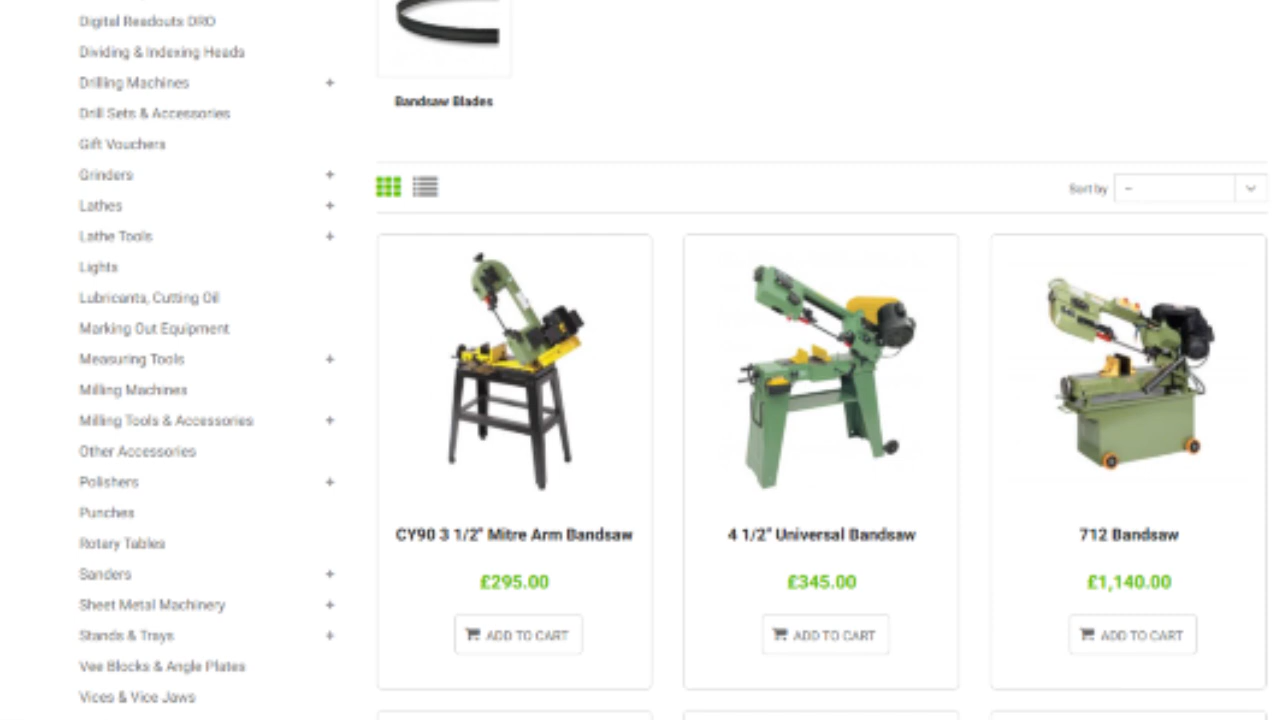 Digital Readouts DRO
Dividing & Indexing Heads
Drilling Machines +
Drill Sets & Accessories
Gift Vouchers
Grinders +
Lathes +
Lathe Tools +
Lights
Lubricants, Cutting Oil
Marking Out Equipment
Measuring Tools +
Milling Machines
Milling Tools & Accessories +
Other Accessories
Polishers +
Punches
Rotary Tables
Sanders +
Sheet Metal Machinery +
Stands & Trays +
Vee Blocks & Angle Plates
Vices & Vice Jaws
Bandsaw Blades
Sort by --
CY90 3 1/2" Mitre Arm Bandsaw
£295.00
ADD TO CART
4 1/2" Universal Bandsaw
£345.00
ADD TO CART
712 Bandsaw
£1,140.00
ADD TO CART